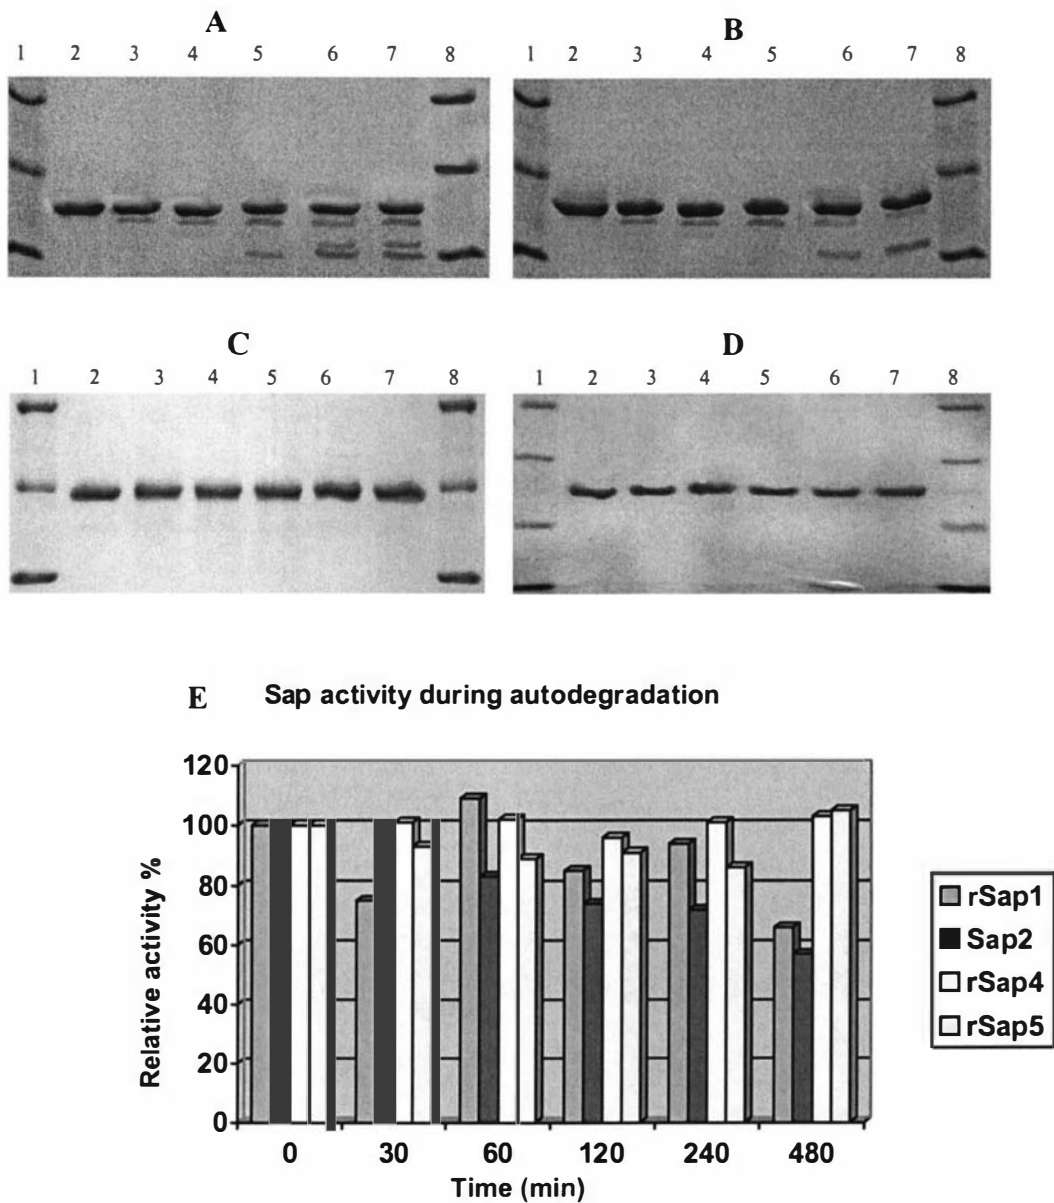 A
1 2 3 4 5 6 7 8
B
1 2 3 4 5 6 7 8
C
1 2 3 4 5 6 7 8
D
1 2 3 4 5 6 7 8
E Sap activity during autodegradation
120
100
80
60
40
20
0
Relative activity %
0 30 60 120 240 480
Time (min)
rSap1
Sap2
rSap4
rSap5